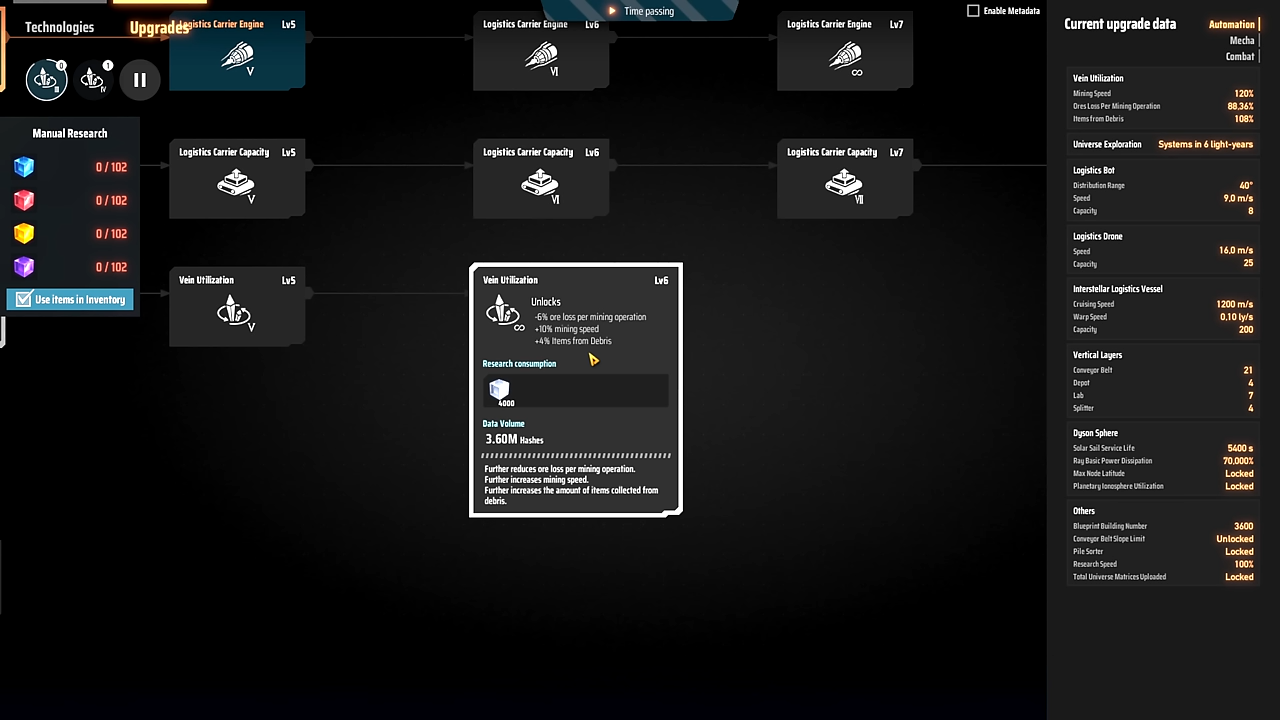 Time passing
Enable Metadata
Technologies
Upgrades
0
III
1
IV
Manual Research
0 / 102
0 / 102
0 / 102
0 / 102
Use items in Inventory
Logistics Carrier Engine Lv5
V
Logistics Carrier Engine Lv6
VI
Logistics Carrier Engine Lv7
∞
Logistics Carrier Capacity Lv5
V
Logistics Carrier Capacity Lv6
VI
Logistics Carrier Capacity Lv7
VII
Vein Utilization Lv5
V
Vein Utilization Lv6
∞
Unlocks
-6% ore loss per mining operation
+10% mining speed
+4% Items from Debris
Research consumption
4000
Data Volume
3.60M Hashes
Further reduces ore loss per mining operation.
Further increases mining speed.
Further increases the amount of items collected from
debris.
Current upgrade data
Automation
Mecha
Combat
Vein Utilization
Mining Speed 120%
Ores Loss Per Mining Operation 88,36%
Items from Debris 108%
Universe Exploration Systems in 6 light-years
Logistics Bot
Distribution Range 40°
Speed 9,0 m/s
Capacity 8
Logistics Drone
Speed 16,0 m/s
Capacity 25
Interstellar Logistics Vessel
Cruising Speed 1200 m/s
Warp Speed 0,10 ly/s
Capacity 200
Vertical Layers
Conveyor Belt 21
Depot 4
Lab 7
Splitter 4
Dyson Sphere
Solar Sail Service Life 5400 s
Ray Basic Power Dissipation 70,000%
Max Node Latitude Locked
Planetary Ionosphere Utilization Locked
Others
Blueprint Building Number 3600
Conveyor Belt Slope Limit Unlocked
Pile Sorter Locked
Research Speed 100%
Total Universe Matrices Uploaded Locked